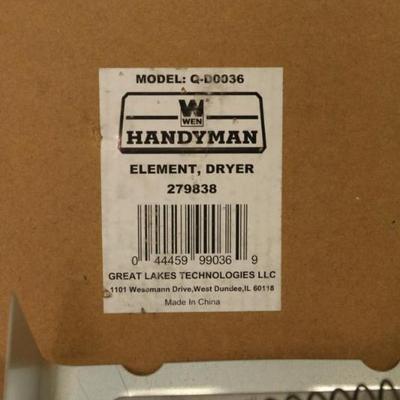 MODEL: Q-D0036
W
WEN
HANDYMAN
ELEMENT, DRYER
279838
0 44459 99036 9
GREAT LAKES TECHNOLOGIES LLC
1101 Wesemann Drive,West Dundee,IL 60118
Made In China